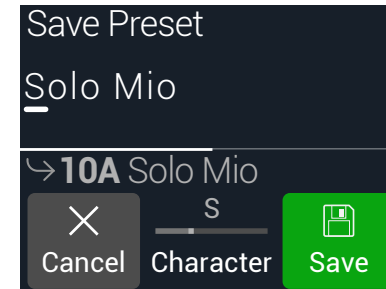 Save Preset
Solo Mio
10A Solo Mio
S
Cancel Character Save